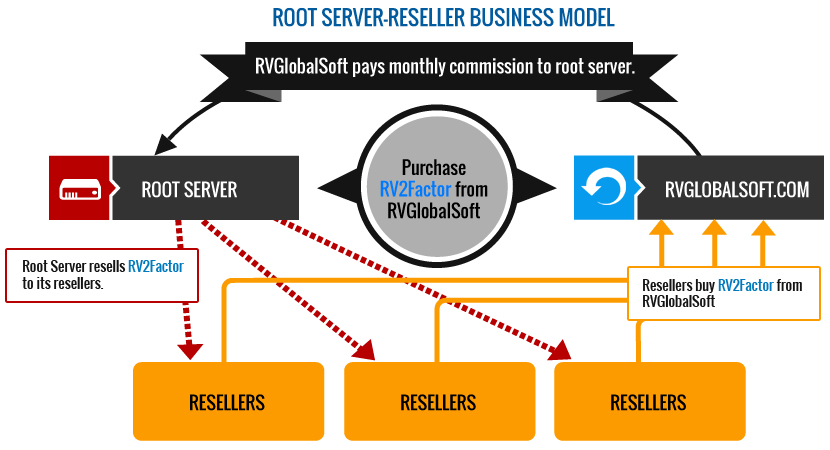 ROOT SERVER-RESELLER BUSINESS MODEL
RVGlobalSoft pays monthly commission to root server.
ROOT SERVER
Purchase
RV2Factor from
RVGlobalSoft
RVGLOBALSOFT.COM
Root Server resells RV2Factor
to its resellers.
Resellers buy RV2Factor from
RVGlobalSoft
RESELLERS
RESELLERS
RESELLERS